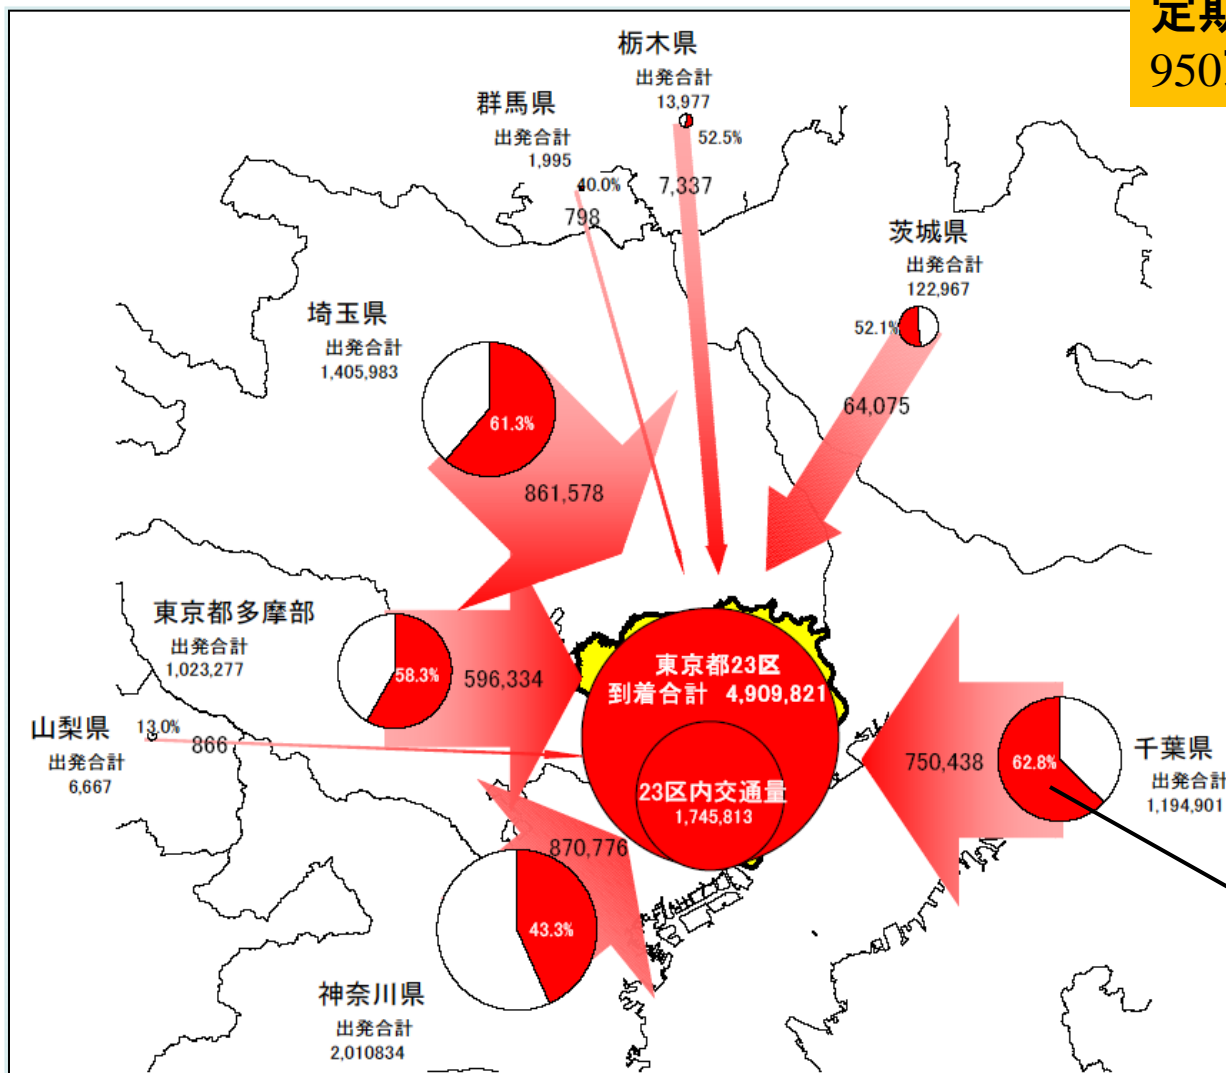 定期
950
栃木県
出発合計
13,977
52.5%
7,337
群馬県
出発合計
1,995
40.0%
798
茨城県
出発合計
122,967
52.1%
64,075
埼玉県
出発合計
1,405,983
61.3%
861,578
東京都多摩部
出発合計
1,023,277
58.3%
596,334
山梨県
出発合計
6,667
13.0%
866
東京都23区
到着合計 4,909,821
23区内交通量
1,745,813
千葉県
出発合計
1,194,901
62.8%
750,438
神奈川県
出発合計
2,010834
43.3%
870,776